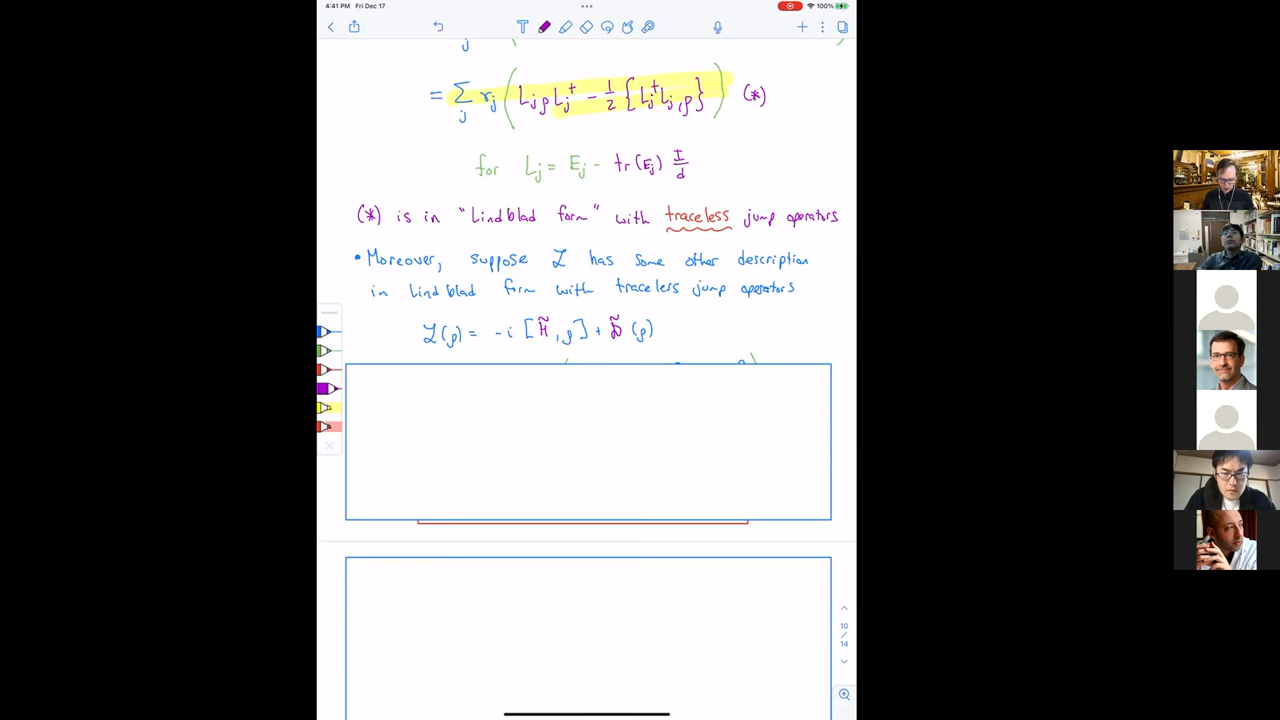 4:41 PM Fri Dec 17
100%
j
= Σ_j r_j ( L_j ρ L_j^† − 1/2 { L_j^† L_j , ρ } ) (*)
for L_j = E_j − tr(E_j) I/d
(*) is in "Lindblad form" with traceless jump operators
• Moreover, suppose ℒ has some other description
in Lindblad form with traceless jump operators
ℒ(ρ) = −i [H̃, ρ] + D̃(ρ)
10
/
14